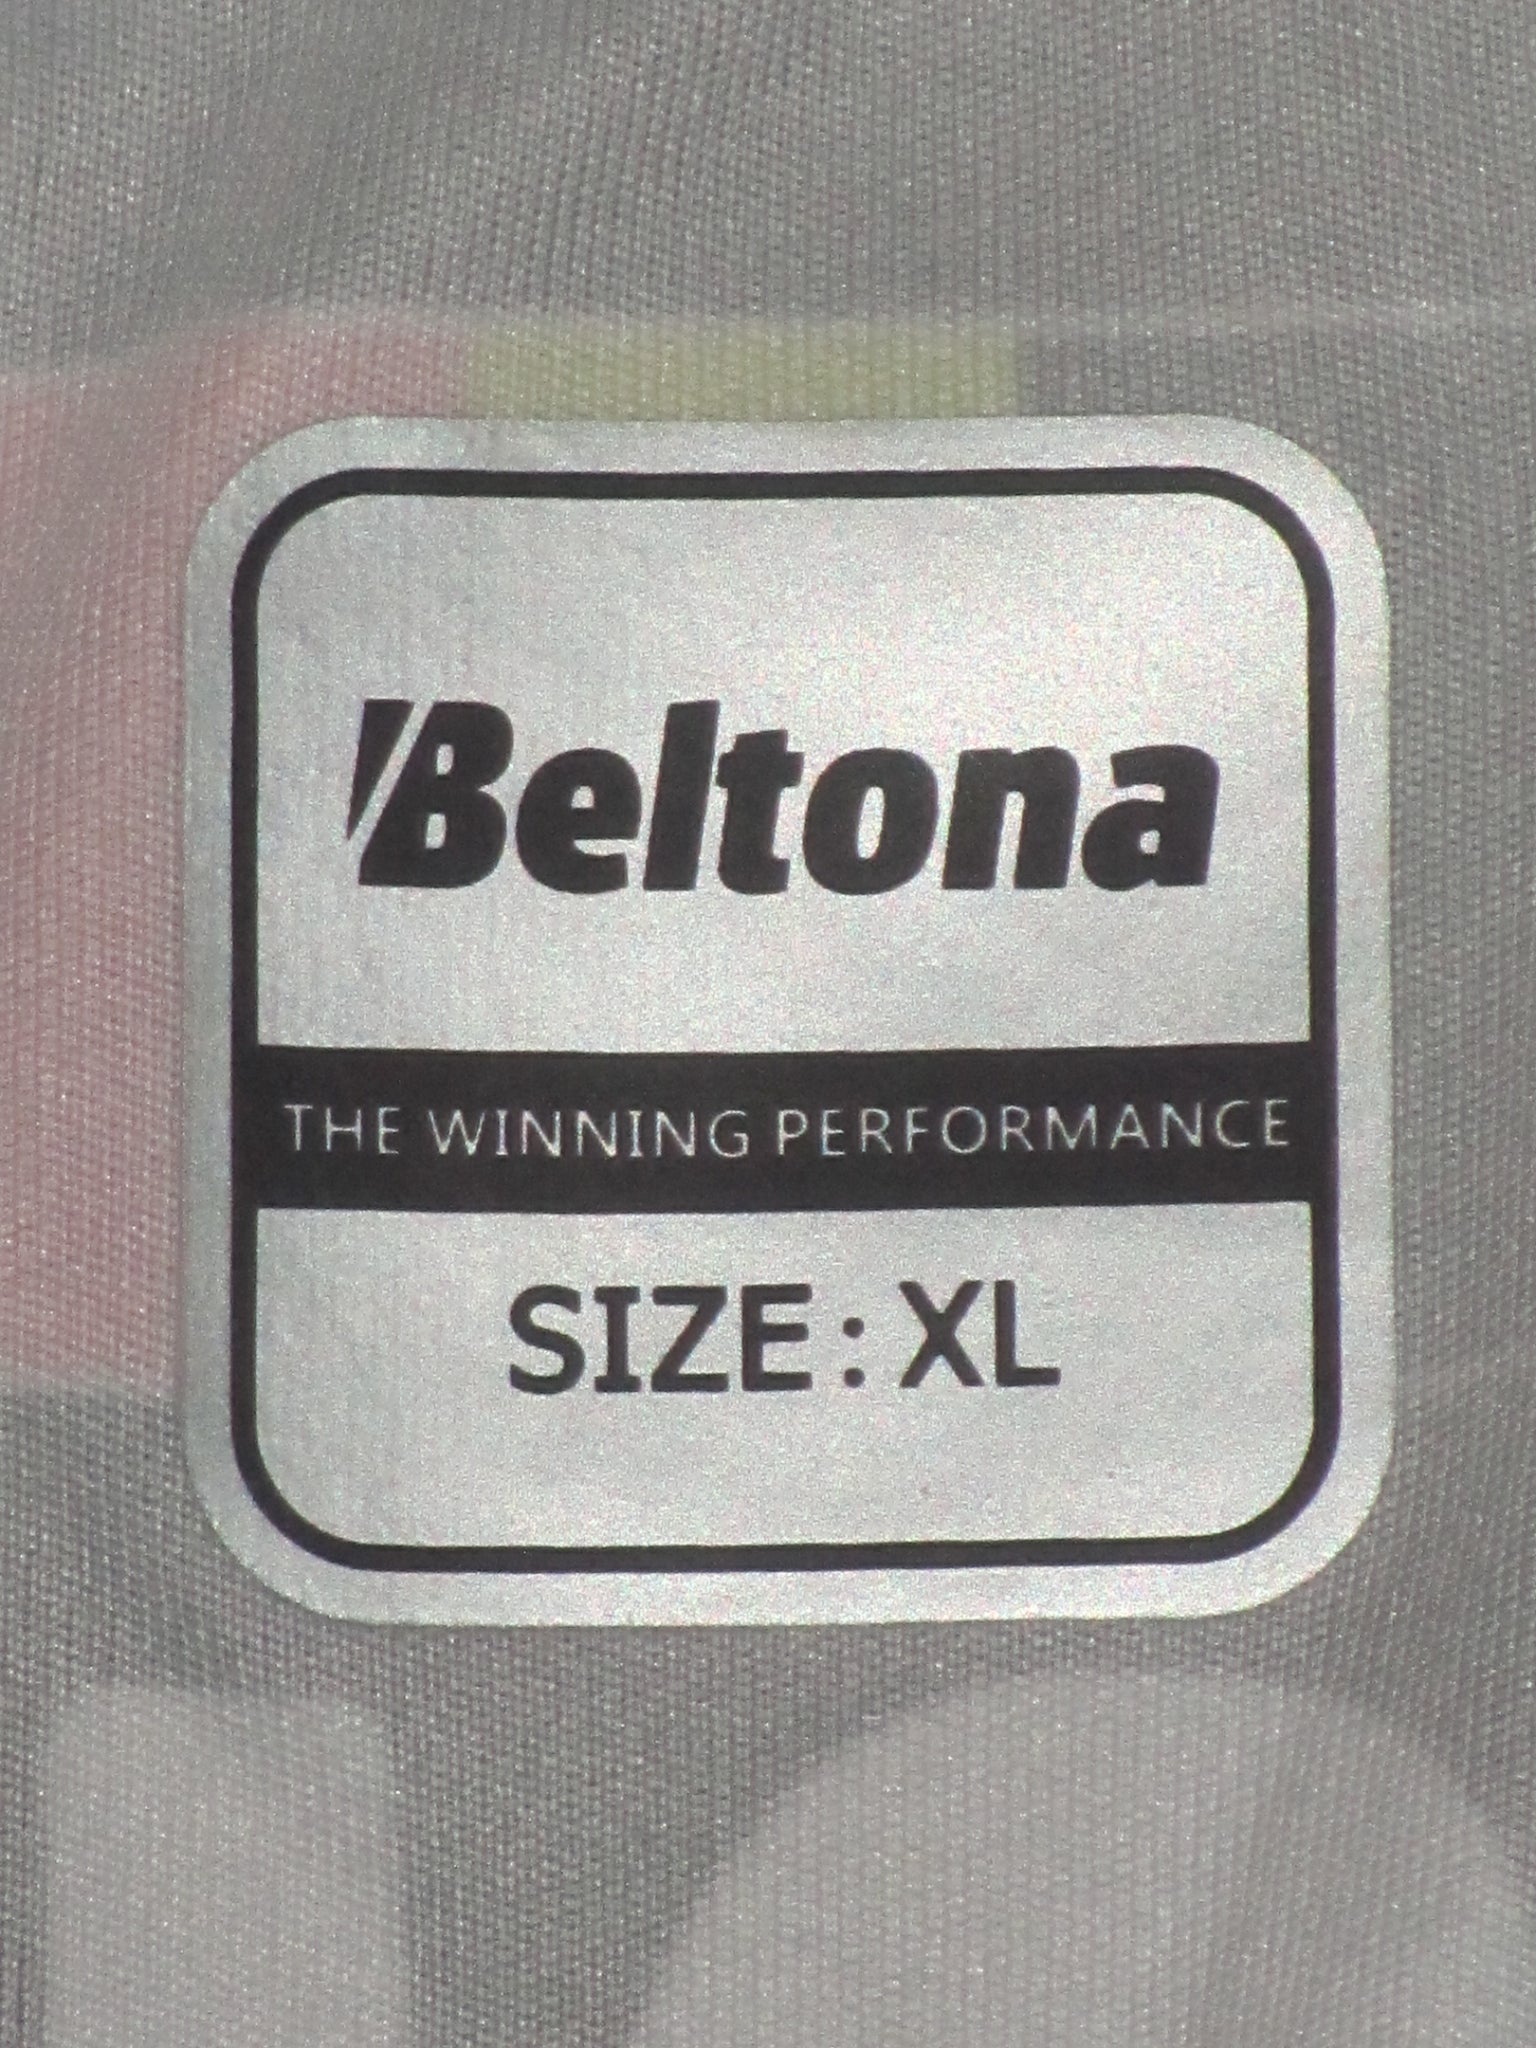 Beltona
THE WINNING PERFORMANCE
SIZE: XL